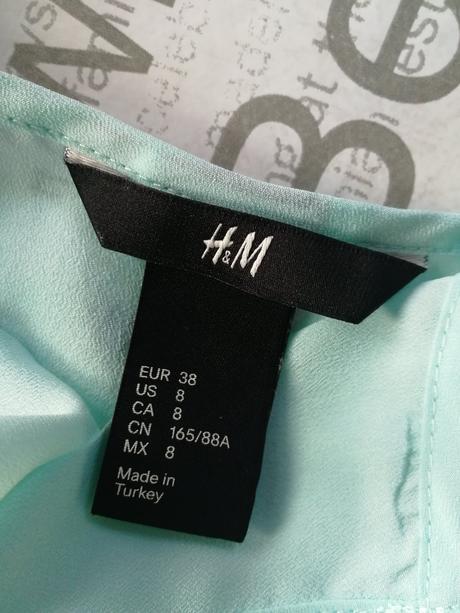 H&M
EUR 38
US 8
CA 8
CN 165/88A
MX 8
Made in
Turkey